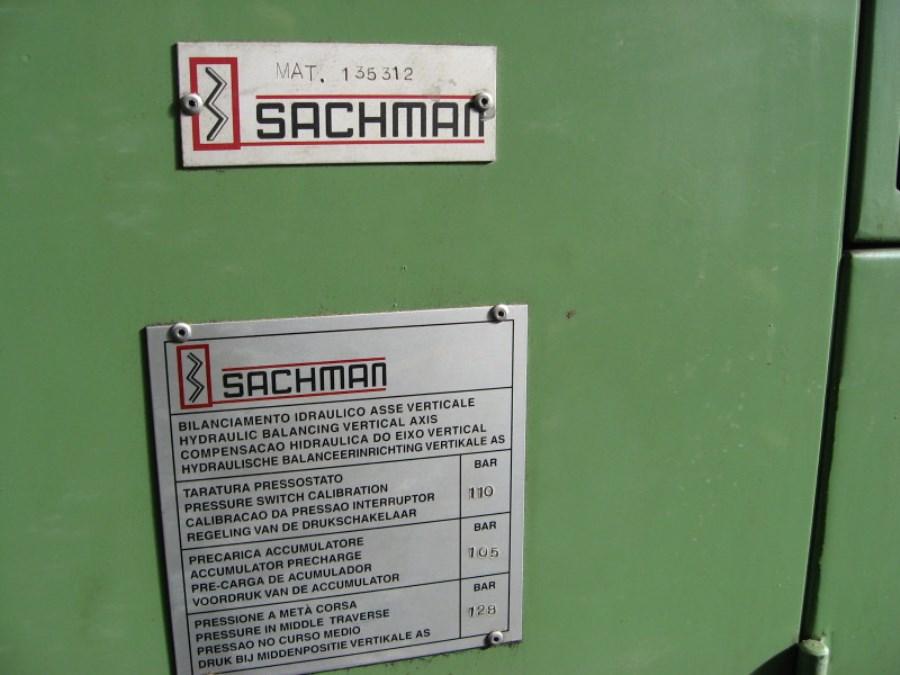 MAT. 135312
SACHMAN
SACHMAN
BILANCIAMENTO IDRAULICO ASSE VERTICALE
HYDRAULIC BALANCING VERTICAL AXIS
COMPENSACAO HIDRAULICA DO EIXO VERTICAL
HYDRAULISCHE BALANCEERINRICHTING VERTIKALE AS
TARATURA PRESSOSTATO
PRESSURE SWITCH CALIBRATION
CALIBRACAO DA PRESSAO INTERRUPTOR
REGELING VAN DE DRUKSCHAKELAAR
BAR
110
PRECARICA ACCUMULATORE
ACCUMULATOR PRECHARGE
PRE-CARGA DE ACUMULADOR
VOORDRUK VAN DE ACCUMULATOR
BAR
105
PRESSIONE A METÀ CORSA
PRESSURE IN MIDDLE TRAVERSE
PRESSAO NO CURSO MEDIO
DRUK BIJ MIDDENPOSITIE VERTIKALE AS
BAR
128